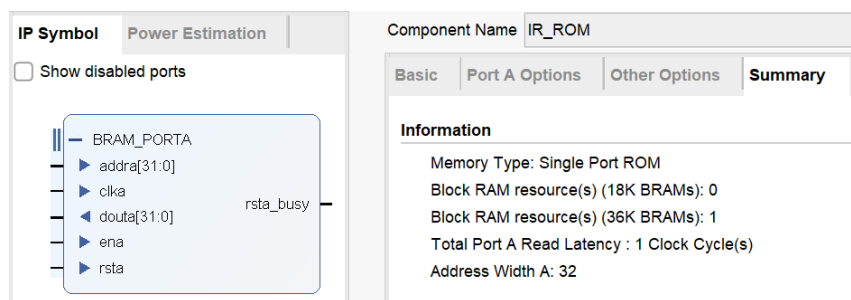 IP Symbol
Power Estimation
Show disabled ports
BRAM_PORTA
addra[31:0]
clka
douta[31:0]
ena
rsta
rsta_busy
Component Name IR_ROM
Basic
Port A Options
Other Options
Summary
Information
Memory Type: Single Port ROM
Block RAM resource(s) (18K BRAMs): 0
Block RAM resource(s) (36K BRAMs): 1
Total Port A Read Latency : 1 Clock Cycle(s)
Address Width A: 32